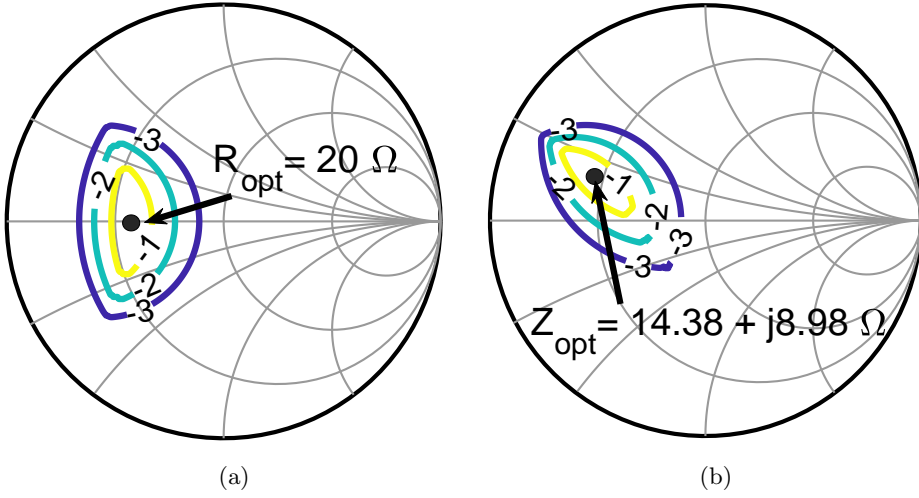 -3
-2
R_opt = 20 Ω
-1
-2
-3
(a)
-3
-2
-1
-2
-3
-3
Z_opt = 14.38 + j8.98 Ω
(b)